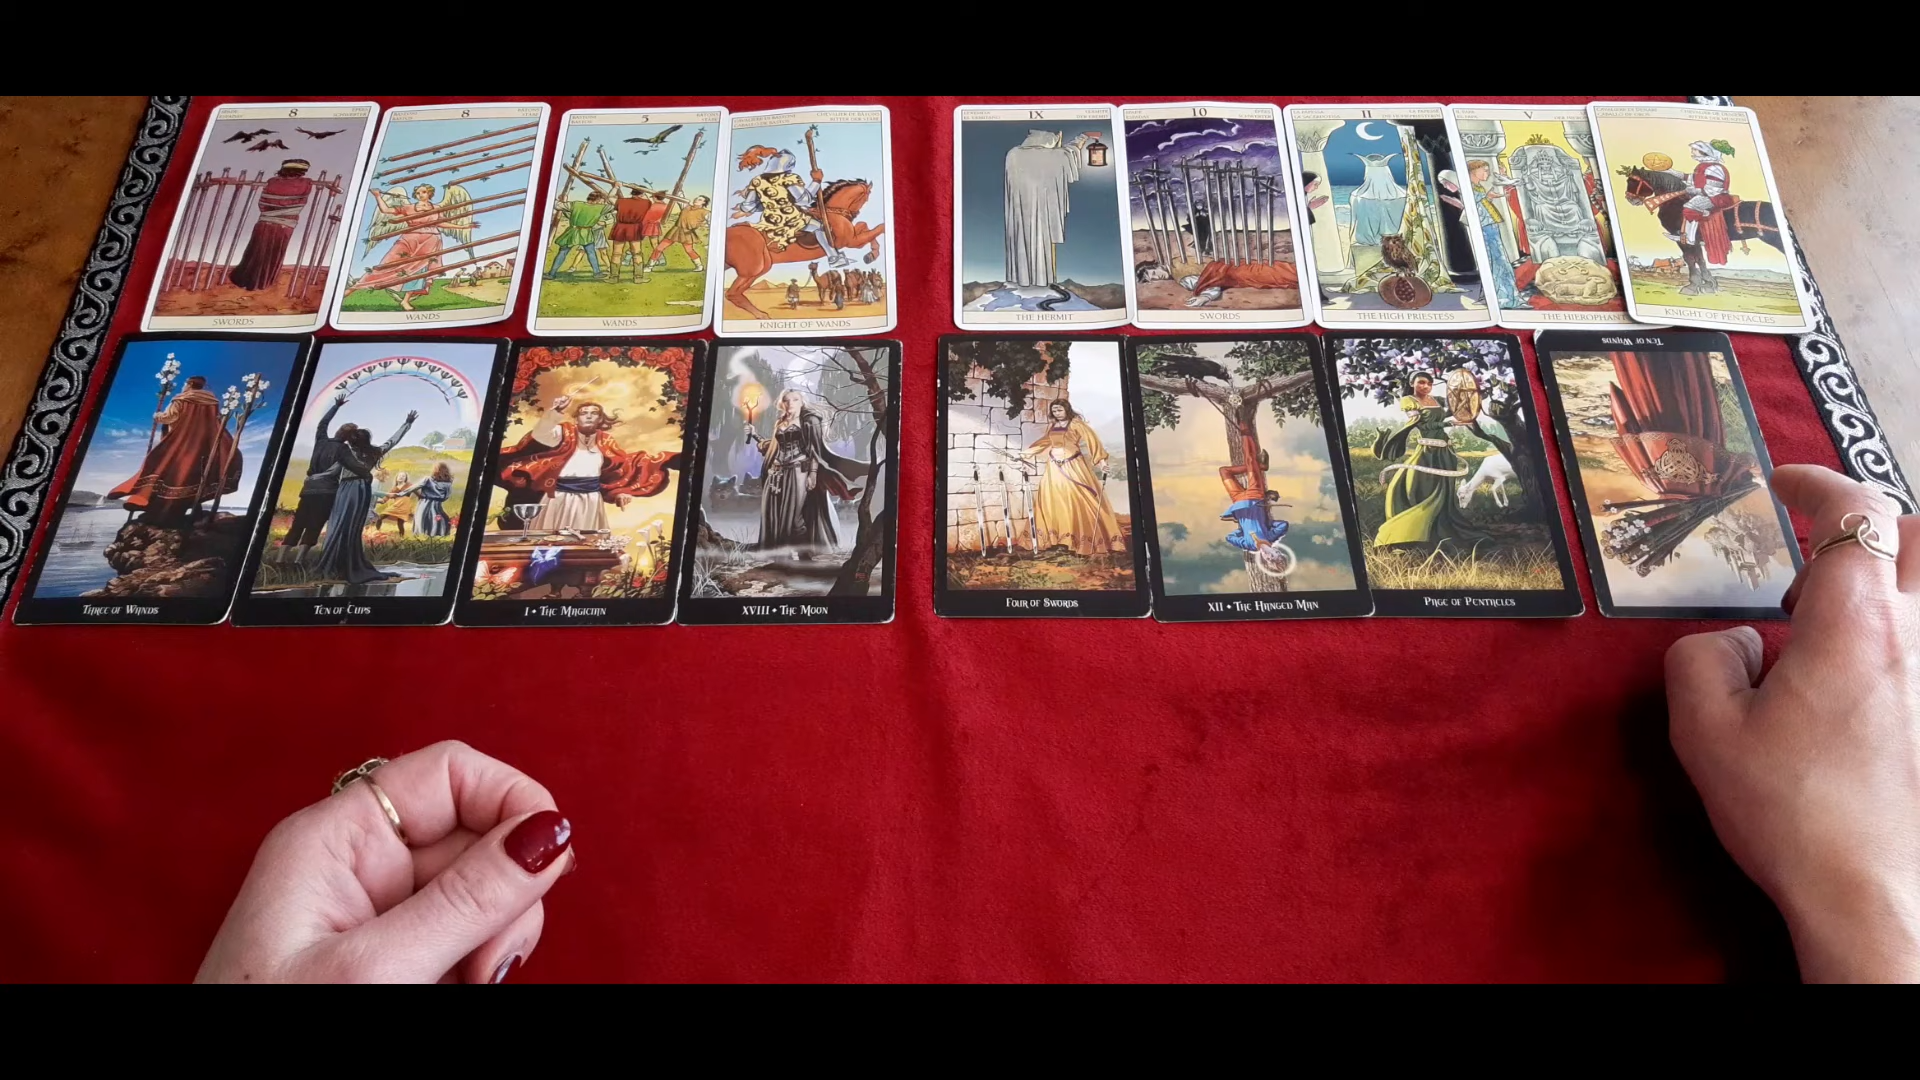 8
SWORDS
8
WANDS
5
WANDS
KNIGHT OF WANDS
IX
THE HERMIT
10
SWORDS
II
THE HIGH PRIESTESS
V
THE HIEROPHANT
KNIGHT OF PENTACLES
THREE OF WANDS
TEN OF CUPS
I • THE MAGICIAN
XVIII • THE MOON
FOUR OF SWORDS
XII • THE HANGED MAN
PAGE OF PENTACLES
TEN OF WANDS